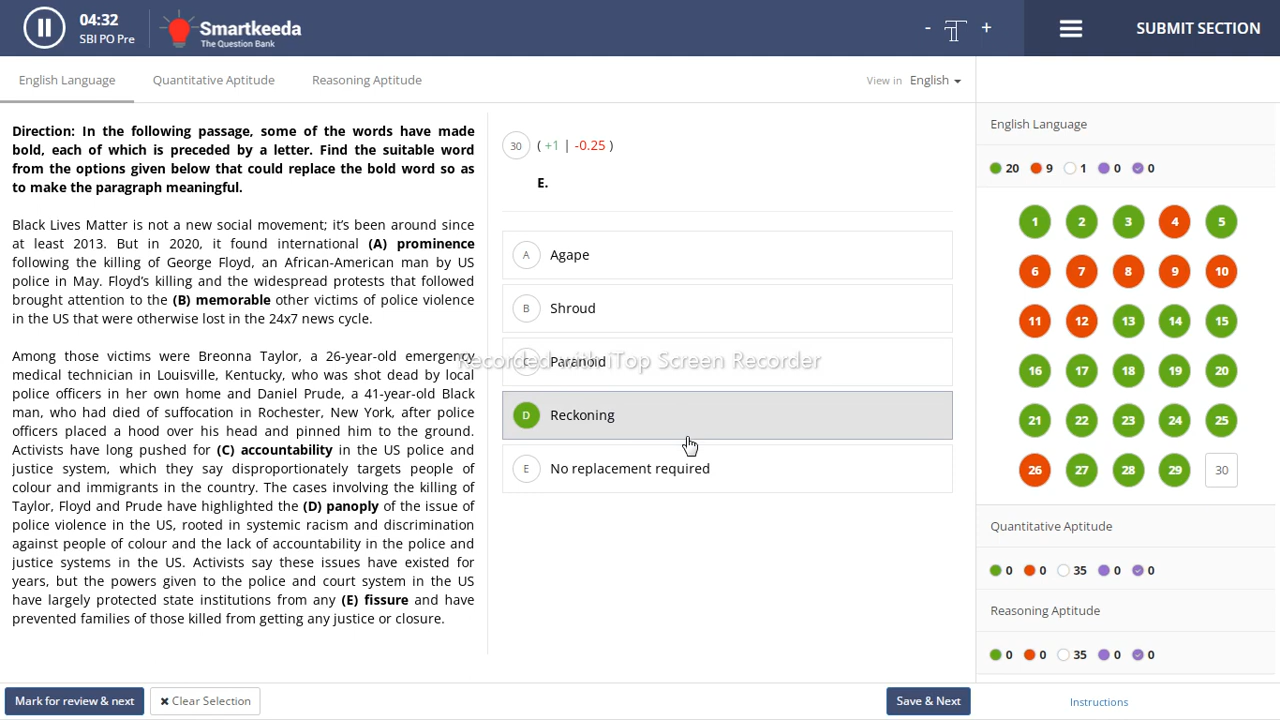 04:32
SBI PO Pre
Smartkeeda
The Question Bank
- T +
SUBMIT SECTION
English Language
Quantitative Aptitude
Reasoning Aptitude
View in English
Direction: In the following passage, some of the words have made
bold, each of which is preceded by a letter. Find the suitable word
from the options given below that could replace the bold word so as
to make the paragraph meaningful.
Black Lives Matter is not a new social movement; it's been around since
at least 2013. But in 2020, it found international (A) prominence
following the killing of George Floyd, an African-American man by US
police in May. Floyd's killing and the widespread protests that followed
brought attention to the (B) memorable other victims of police violence
in the US that were otherwise lost in the 24x7 news cycle.
Among those victims were Breonna Taylor, a 26-year-old emergency
medical technician in Louisville, Kentucky, who was shot dead by local
police officers in her own home and Daniel Prude, a 41-year-old Black
man, who had died of suffocation in Rochester, New York, after police
officers placed a hood over his head and pinned him to the ground.
Activists have long pushed for (C) accountability in the US police and
justice system, which they say disproportionately targets people of
colour and immigrants in the country. The cases involving the killing of
Taylor, Floyd and Prude have highlighted the (D) panoply of the issue of
police violence in the US, rooted in systemic racism and discrimination
against people of colour and the lack of accountability in the police and
justice systems in the US. Activists say these issues have existed for
years, but the powers given to the police and court system in the US
have largely protected state institutions from any (E) fissure and have
prevented families of those killed from getting any justice or closure.
30 ( +1 | -0.25 )
E.
A Agape
B Shroud
C Paranoid
Recorded with iTop Screen Recorder
D Reckoning
E No replacement required
English Language
20 9 1 0 0
1 2 3 4 5
6 7 8 9 10
11 12 13 14 15
16 17 18 19 20
21 22 23 24 25
26 27 28 29 30
Quantitative Aptitude
0 0 35 0 0
Reasoning Aptitude
0 0 35 0 0
Mark for review & next
Clear Selection
Save & Next
Instructions